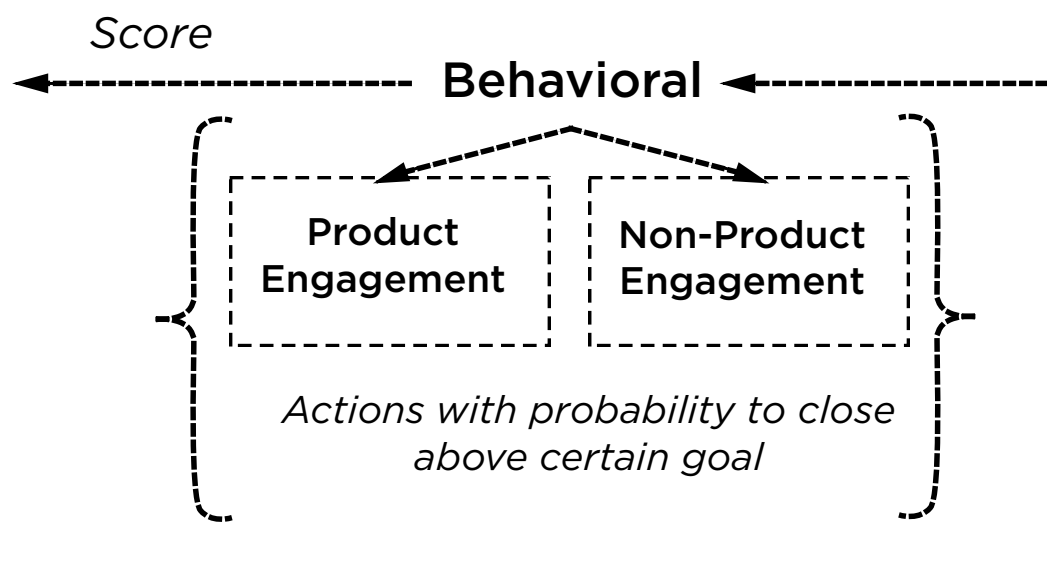 Score
Behavioral
Product
Engagement
Non-Product
Engagement
Actions with probability to close
above certain goal